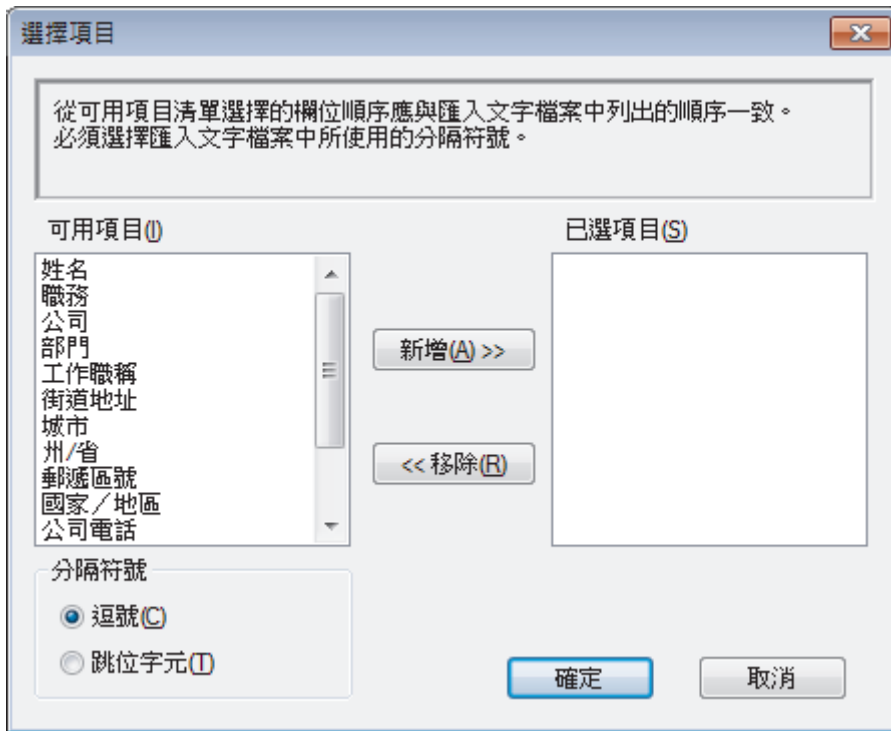 選擇項目
從可用項目清單選擇的欄位順序應與匯入文字檔案中列出的順序一致。
必須選擇匯入文字檔案中所使用的分隔符號。
可用項目(I)
已選項目(S)
姓名
職務
公司
部門
工作職稱
街道地址
城市
州/省
郵遞區號
國家／地區
公司電話
新增(A) >>
<< 移除(R)
分隔符號
逗號(C)
跳位字元(T)
確定
取消